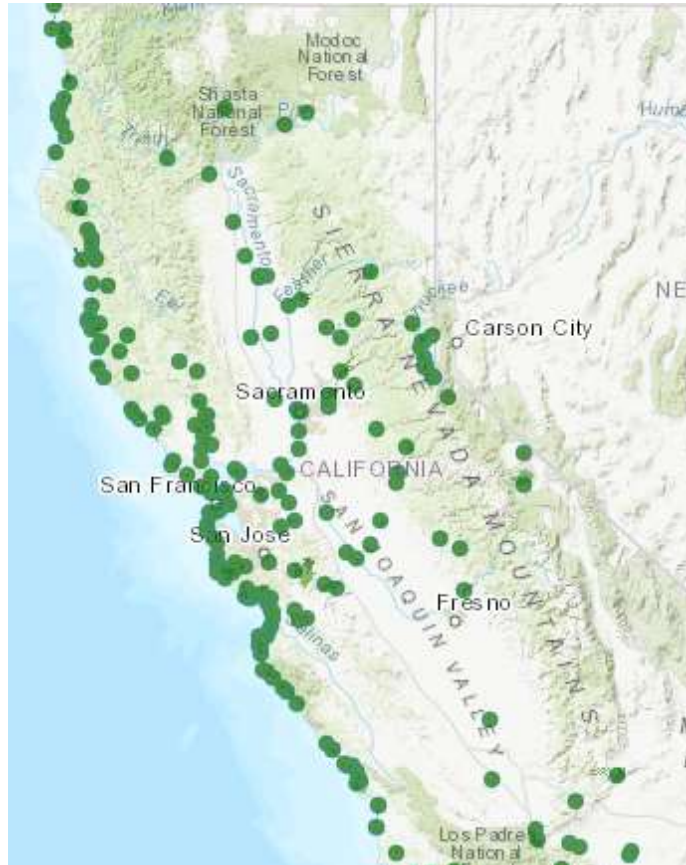 Modoc
National
Forest
Shasta
National
Forest
Trinity
Humb
Sacramento
Feather
Truckee
Eel
SIERRA NEVADA MOUNTAINS
NE
Carson City
Sacramento
CALIFORNIA
San Francisco
San Jose
SAN JOAQUIN VALLEY
Fresno
Salinas
Los Padre
National